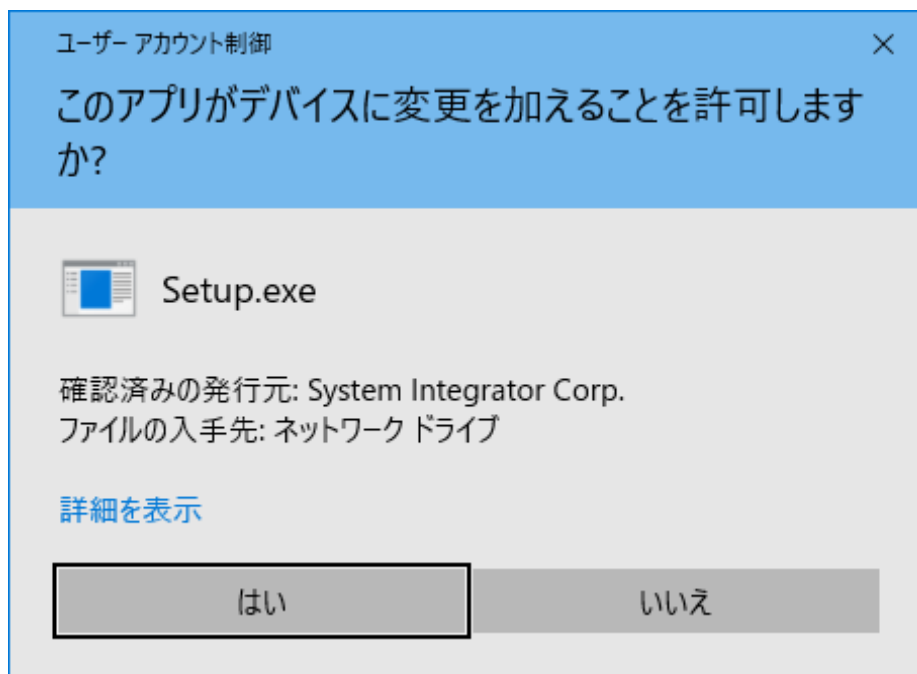 ユーザー アカウント制御
このアプリがデバイスに変更を加えることを許可します
か?
Setup.exe
確認済みの発行元: System Integrator Corp.
ファイルの入手先: ネットワーク ドライブ
詳細を表示
はい
いいえ